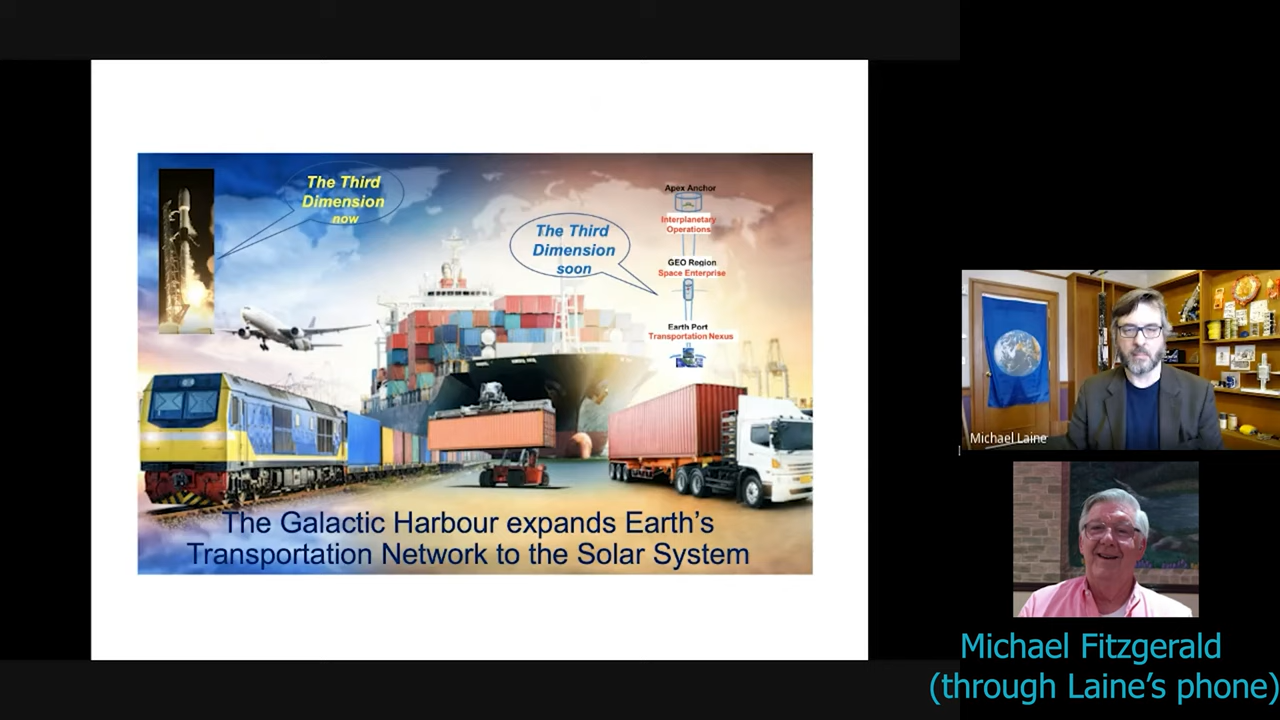 The Third
Dimension
now
The Third
Dimension
soon
Apex Anchor
Interplanetary
Operations
GEO Region
Space Enterprise
Earth Port
Transportation Nexus
The Galactic Harbour expands Earth's
Transportation Network to the Solar System
Michael Laine
Michael Fitzgerald
(through Laine's phone)